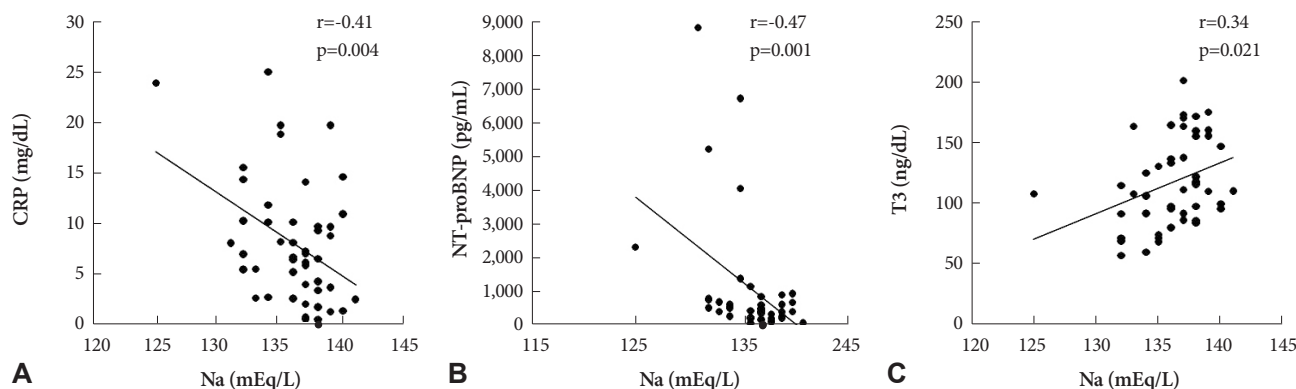 r=-0.41
p=0.004
30
25
20
15
10
5
0
CRP (mg/dL)
120 125 130 135 140 145
Na (mEq/L)
A
r=-0.47
p=0.001
9,000
8,000
7,000
6,000
5,000
4,000
3,000
2,000
1,000
0
NT-proBNP (pg/mL)
115 125 135 245
Na (mEq/L)
B
r=0.34
p=0.021
250
200
150
100
50
0
T3 (ng/dL)
120 125 130 135 140 145
Na (mEq/L)
C